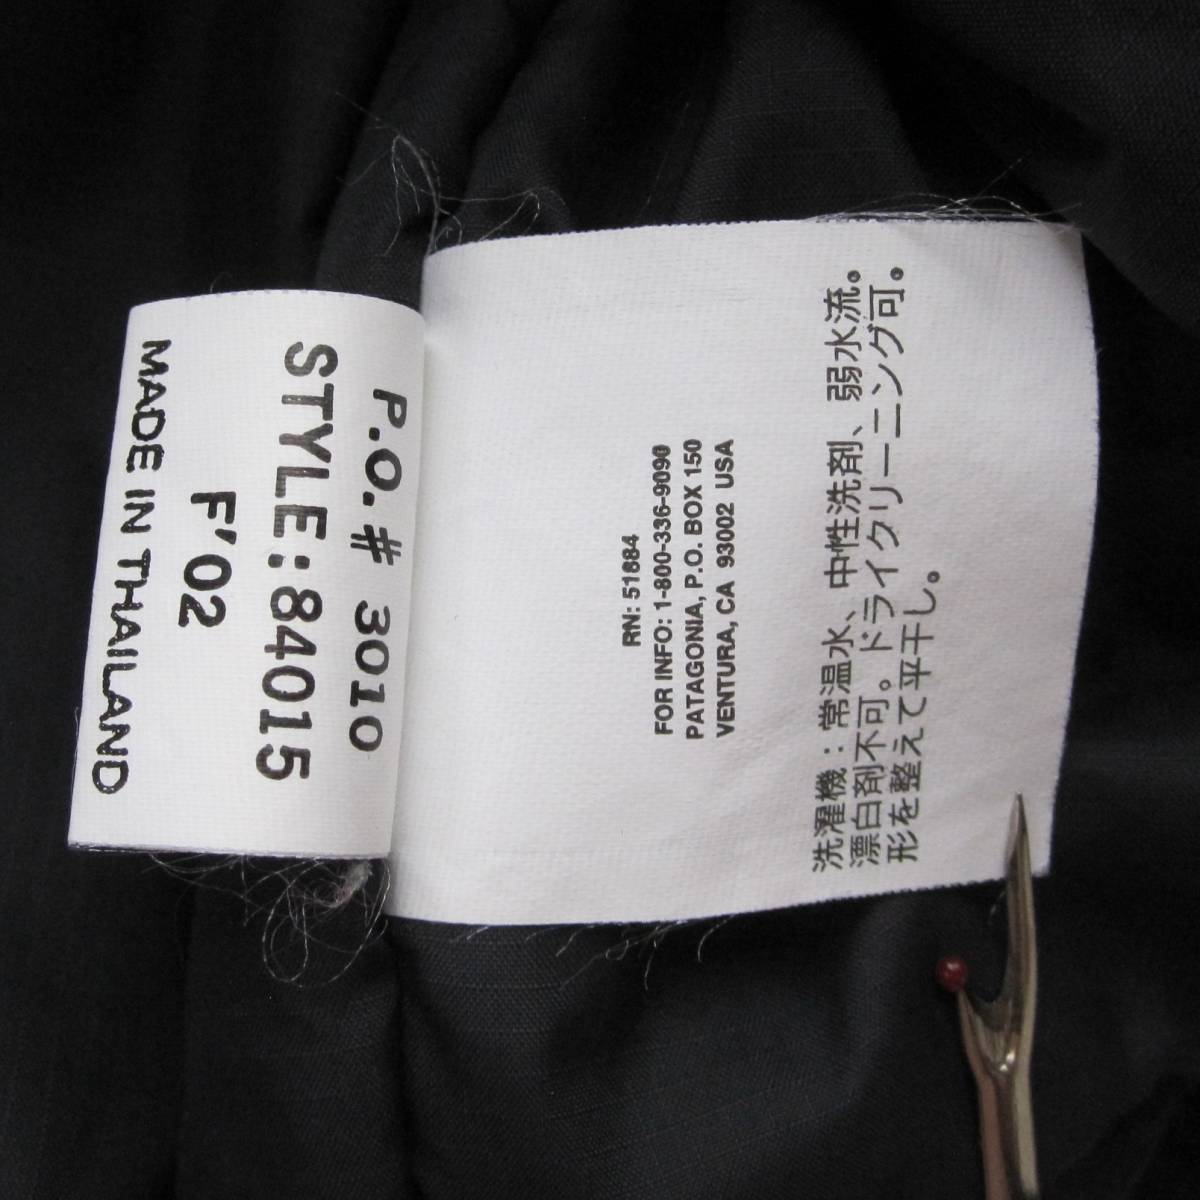 P.O.# 3010
STYLE:84015
F'02
MADE IN THAILAND
RN: 51884
FOR INFO: 1-800-336-9090
PATAGONIA, P.O. BOX 150
VENTURA, CA 93002 USA
洗濯機：常温水、中性洗剤、弱水流。
漂白剤不可。ドライクリーニング可。
形を整えて平干し。